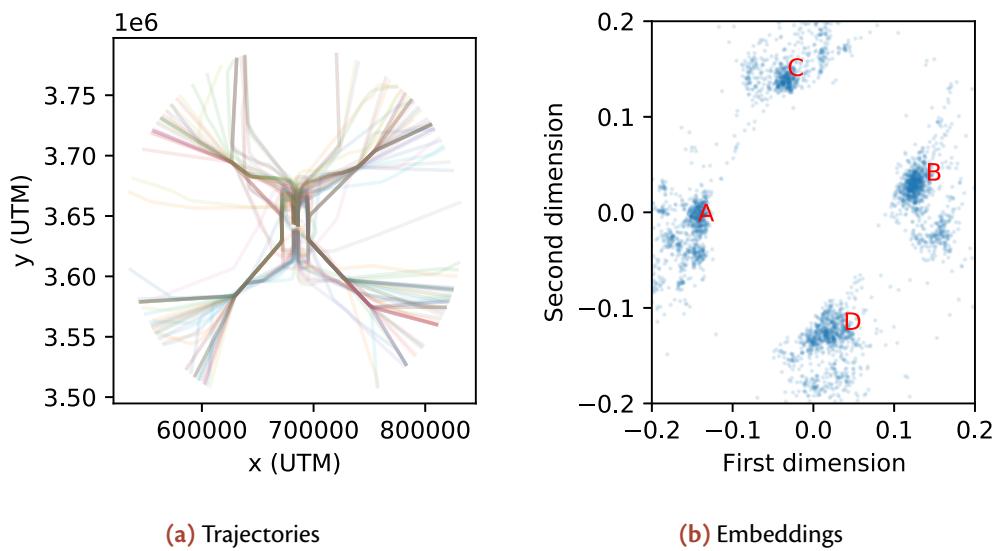 1e6
3.75
3.70
3.65
3.60
3.55
3.50
y (UTM)
600000 700000 800000
x (UTM)
(a) Trajectories
0.2
0.1
0.0
−0.1
−0.2
Second dimension
C
B
A
D
−0.2 −0.1 0.0 0.1 0.2
First dimension
(b) Embeddings